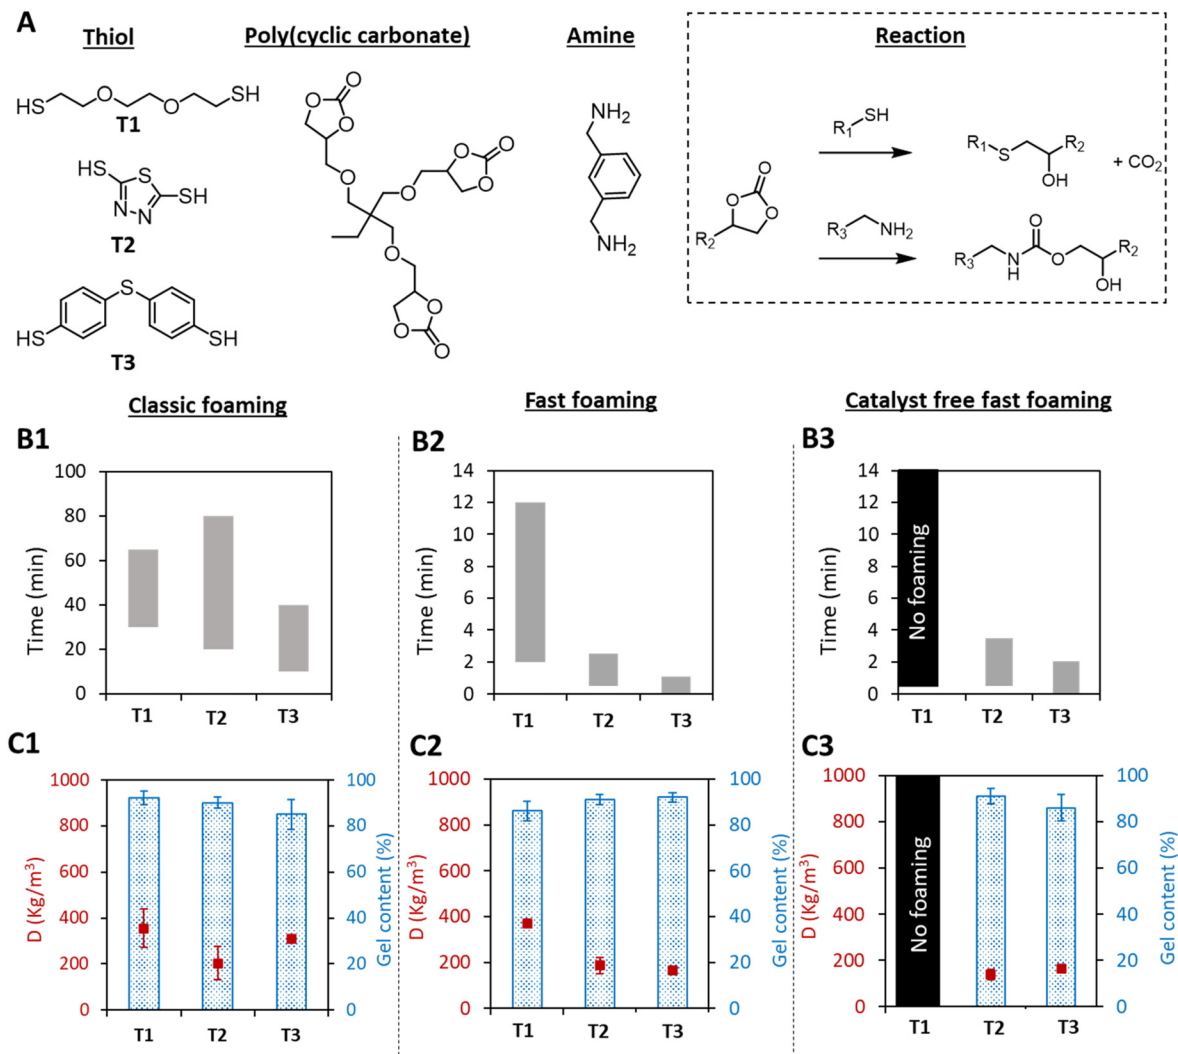 A
Thiol
Poly(cyclic carbonate)
Amine
Reaction
HS
O
O
SH
T1
HS
S
SH
N
N
T2
S
HS
SH
T3
O
O
O
O
O
O
O
O
O
O
O
O
NH2
NH2
O
O
O
R2
R1
SH
R1
S
R2
OH
+ CO2
R3
NH2
R3
N
H
O
O
R2
OH
Classic foaming
Fast foaming
Catalyst free fast foaming
B1
Time (min)
100
80
60
40
20
0
T1 T2 T3
B2
Time (min)
14
12
10
8
6
4
2
0
T1 T2 T3
B3
Time (min)
14
12
10
8
6
4
2
0
No foaming
T1 T2 T3
C1
D (Kg/m3)
1000
800
600
400
200
0
100
80
60
40
20
0
Gel content (%)
T1 T2 T3
C2
D (Kg/m3)
1000
800
600
400
200
0
100
80
60
40
20
0
Gel content (%)
T1 T2 T3
C3
D (Kg/m3)
1000
800
600
400
200
0
No foaming
100
80
60
40
20
0
Gel content (%)
T1 T2 T3